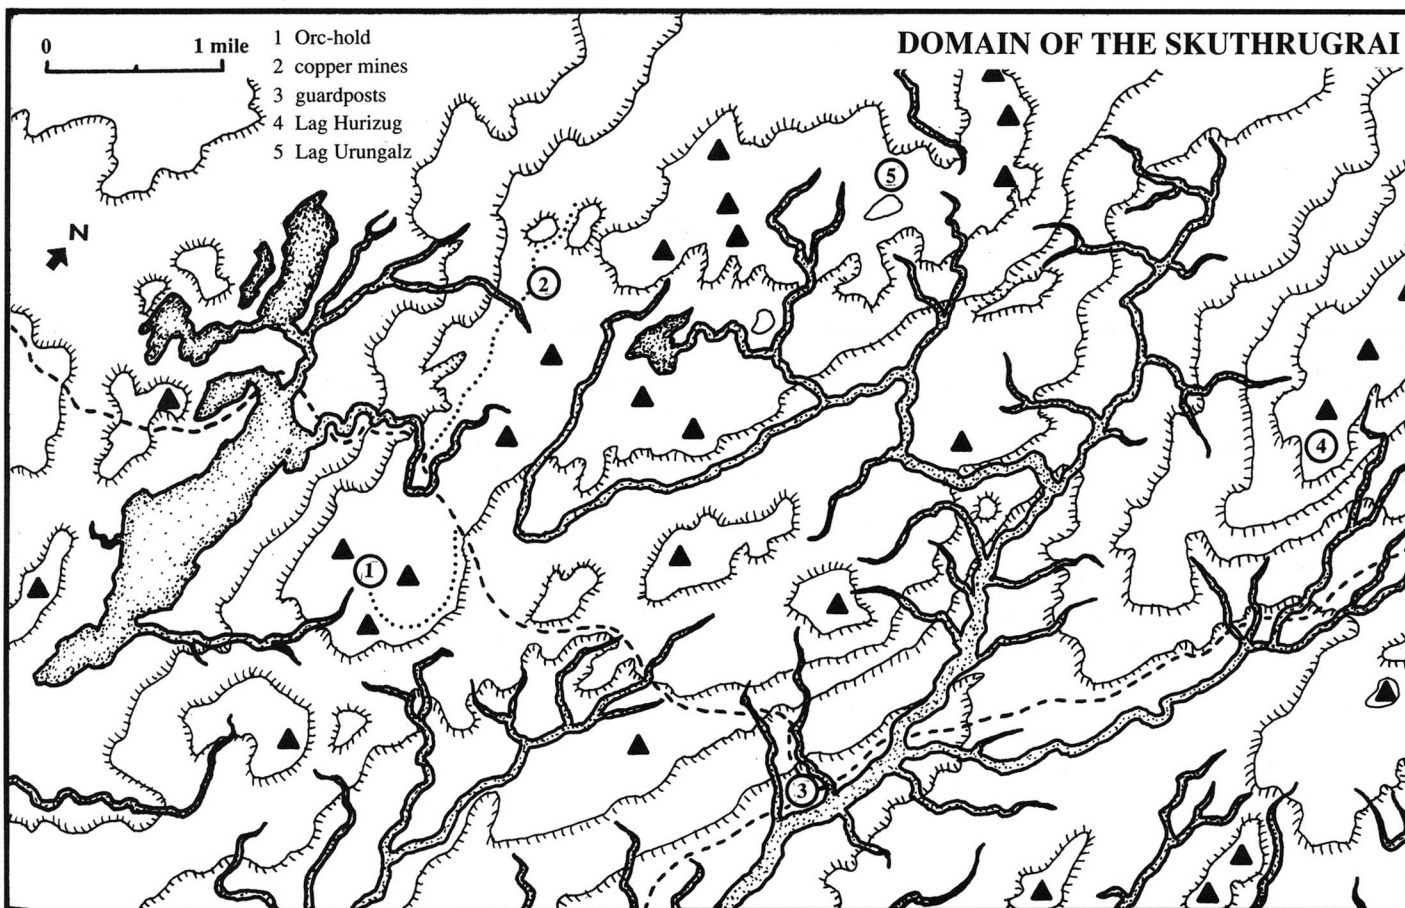 DOMAIN OF THE SKUTHRUGRAI
0 1 mile
1 Orc-hold
2 copper mines
3 guardposts
4 Lag Hurizug
5 Lag Urungalz
N
5
2
4
1
3